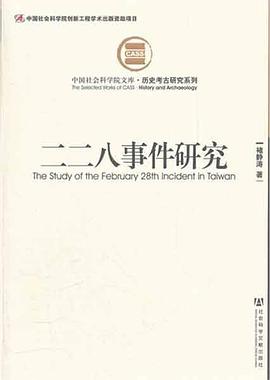 中国社会科学院创新工程学术出版资助项目
CASS
中国社会科学院文库·历史考古研究系列
The Selected Works of CASS · History and Archaeology
二二八事件研究
The Study of the February 28th Incident in Taiwan
褚静涛 著
社会科学文献出版社